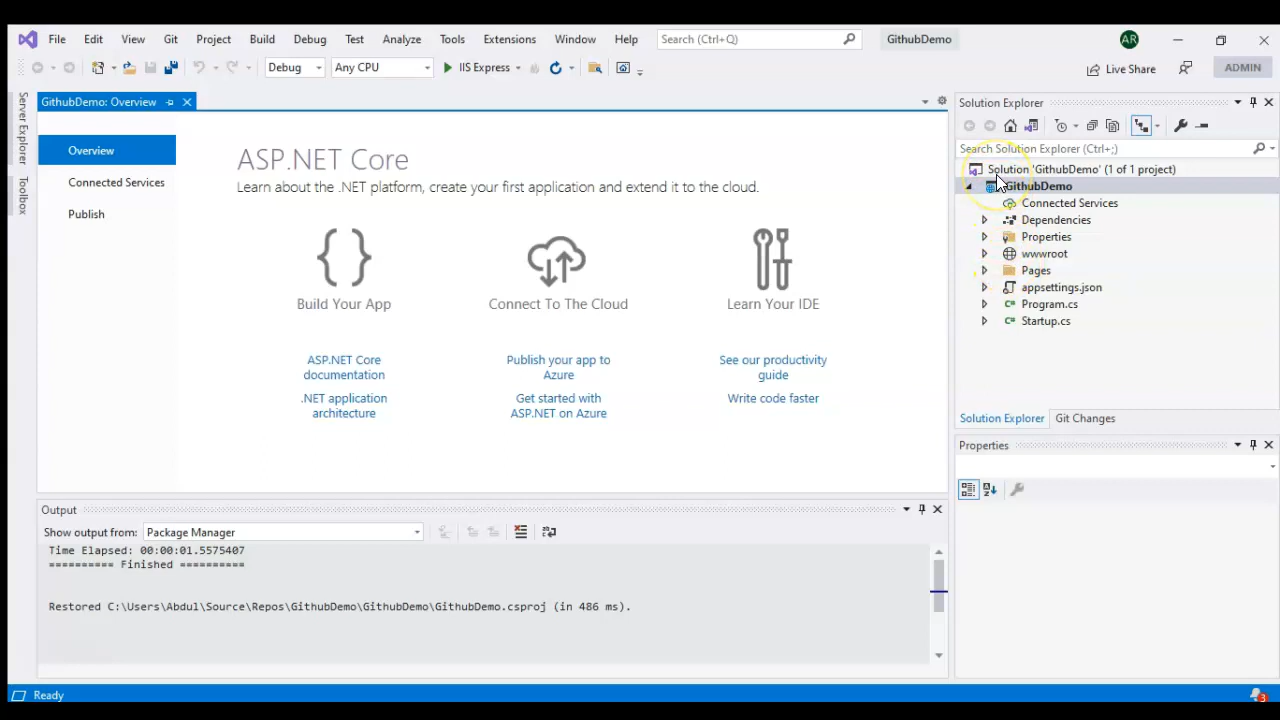 File Edit View Git Project Build Debug Test Analyze Tools Extensions Window Help Search (Ctrl+Q) GithubDemo AR
Debug Any CPU IIS Express Live Share ADMIN
Server Explorer
Toolbox
GithubDemo: Overview
Overview
Connected Services
Publish
ASP.NET Core
Learn about the .NET platform, create your first application and extend it to the cloud.
Build Your App
Connect To The Cloud
Learn Your IDE
ASP.NET Core
documentation
.NET application
architecture
Publish your app to
Azure
Get started with
ASP.NET on Azure
See our productivity
guide
Write code faster
Solution Explorer
Search Solution Explorer (Ctrl+;)
Solution 'GithubDemo' (1 of 1 project)
GithubDemo
Connected Services
Dependencies
Properties
wwwroot
Pages
appsettings.json
Program.cs
Startup.cs
Solution Explorer Git Changes
Properties
Output
Show output from: Package Manager
Time Elapsed: 00:00:01.5575407
========== Finished ==========
Restored C:\Users\Abdul\Source\Repos\GithubDemo\GithubDemo\GithubDemo.csproj (in 486 ms).
Ready
3